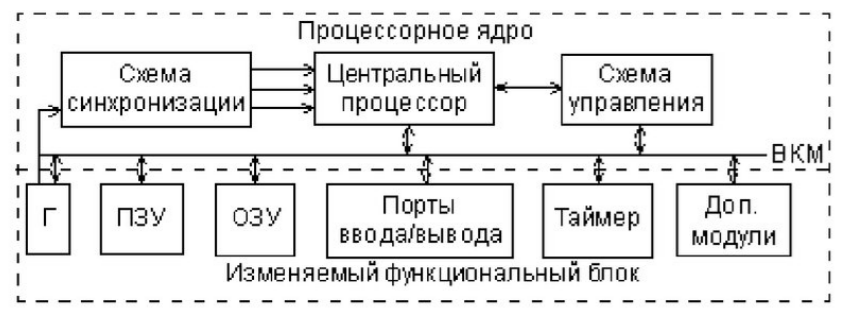 Процессорное ядро
Схема
синхронизации
Центральный
процессор
Схема
управления
ВКМ
Г
ПЗУ
ОЗУ
Порты
ввода/вывода
Таймер
Доп.
модули
Изменяемый функциональный блок